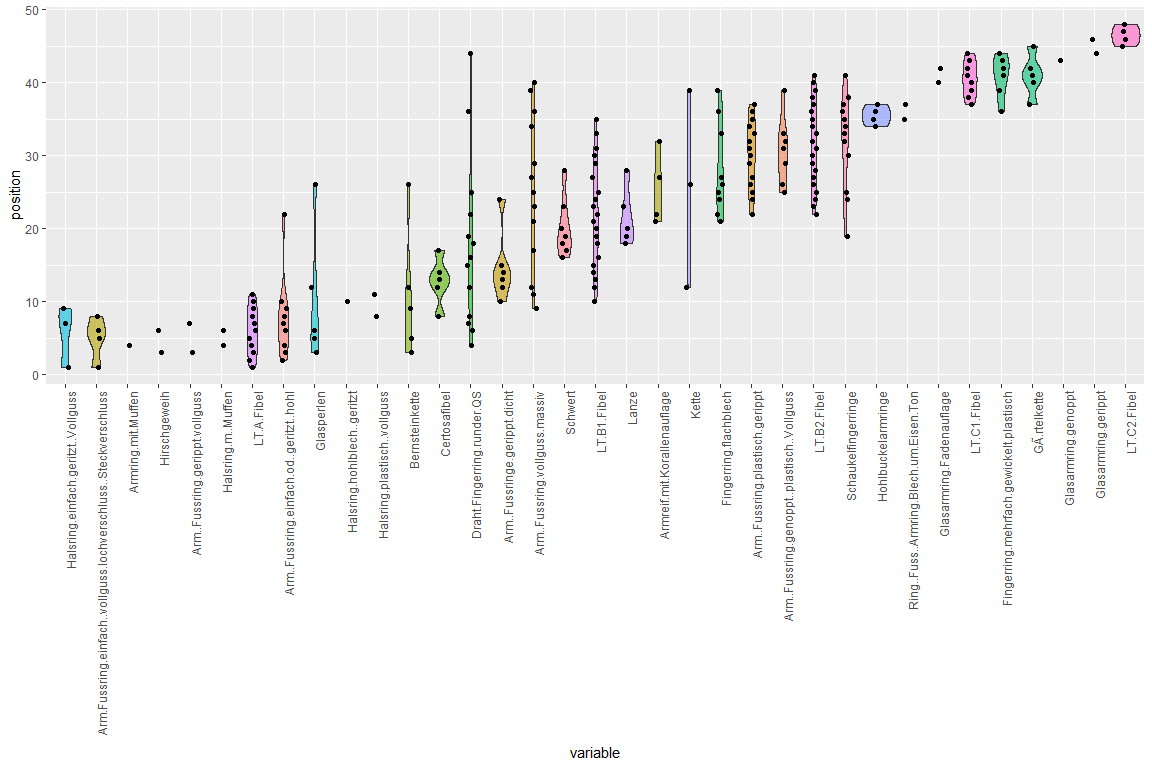 50
40
30
20
10
0
position
Halsring.einfach.geritzt.Vollguss
Arm.Fussring.einfach..vollguss.lochverschluss..Steckverschluss
Armring.mit.Muffen
Hirschgeweih
Arm..Fussring.gerippt.vollguss
Halsring.m..Muffen
LT.A.Fibel
Arm..Fussring.einfach.od..geritzt..hohl
Glasperlen
Halsring.hohlblech..geritzt
Halsring.plastisch..vollguss
Bernsteinkette
Certosafibel
Draht.Fingerring.runder.QS
Arm..Fussringe.gerippt.dicht
Arm..Fussring.vollguss.massiv
Schwert
LT.B1.Fibel
Lanze
Armreif.mit.Korallenauflage
Kette
Fingerring.flachblech
Arm..Fussring.plastisch.gerippt
Arm..Fussring.genoppt..plastisch..Vollguss
LT.B2.Fibel
Schaukelfingerringe
Hohlbuckelarmringe
Ring..Fuss..Armring.Blech.um.Eisen.Ton
Glasarmring.Fadenauflage
LT.C1.Fibel
Fingerring.mehrfach.gewickelt.plastisch
GÃ.rtelkette
Glasarmring.genoppt
Glasarmring.gerippt
LT.C2.Fibel
variable